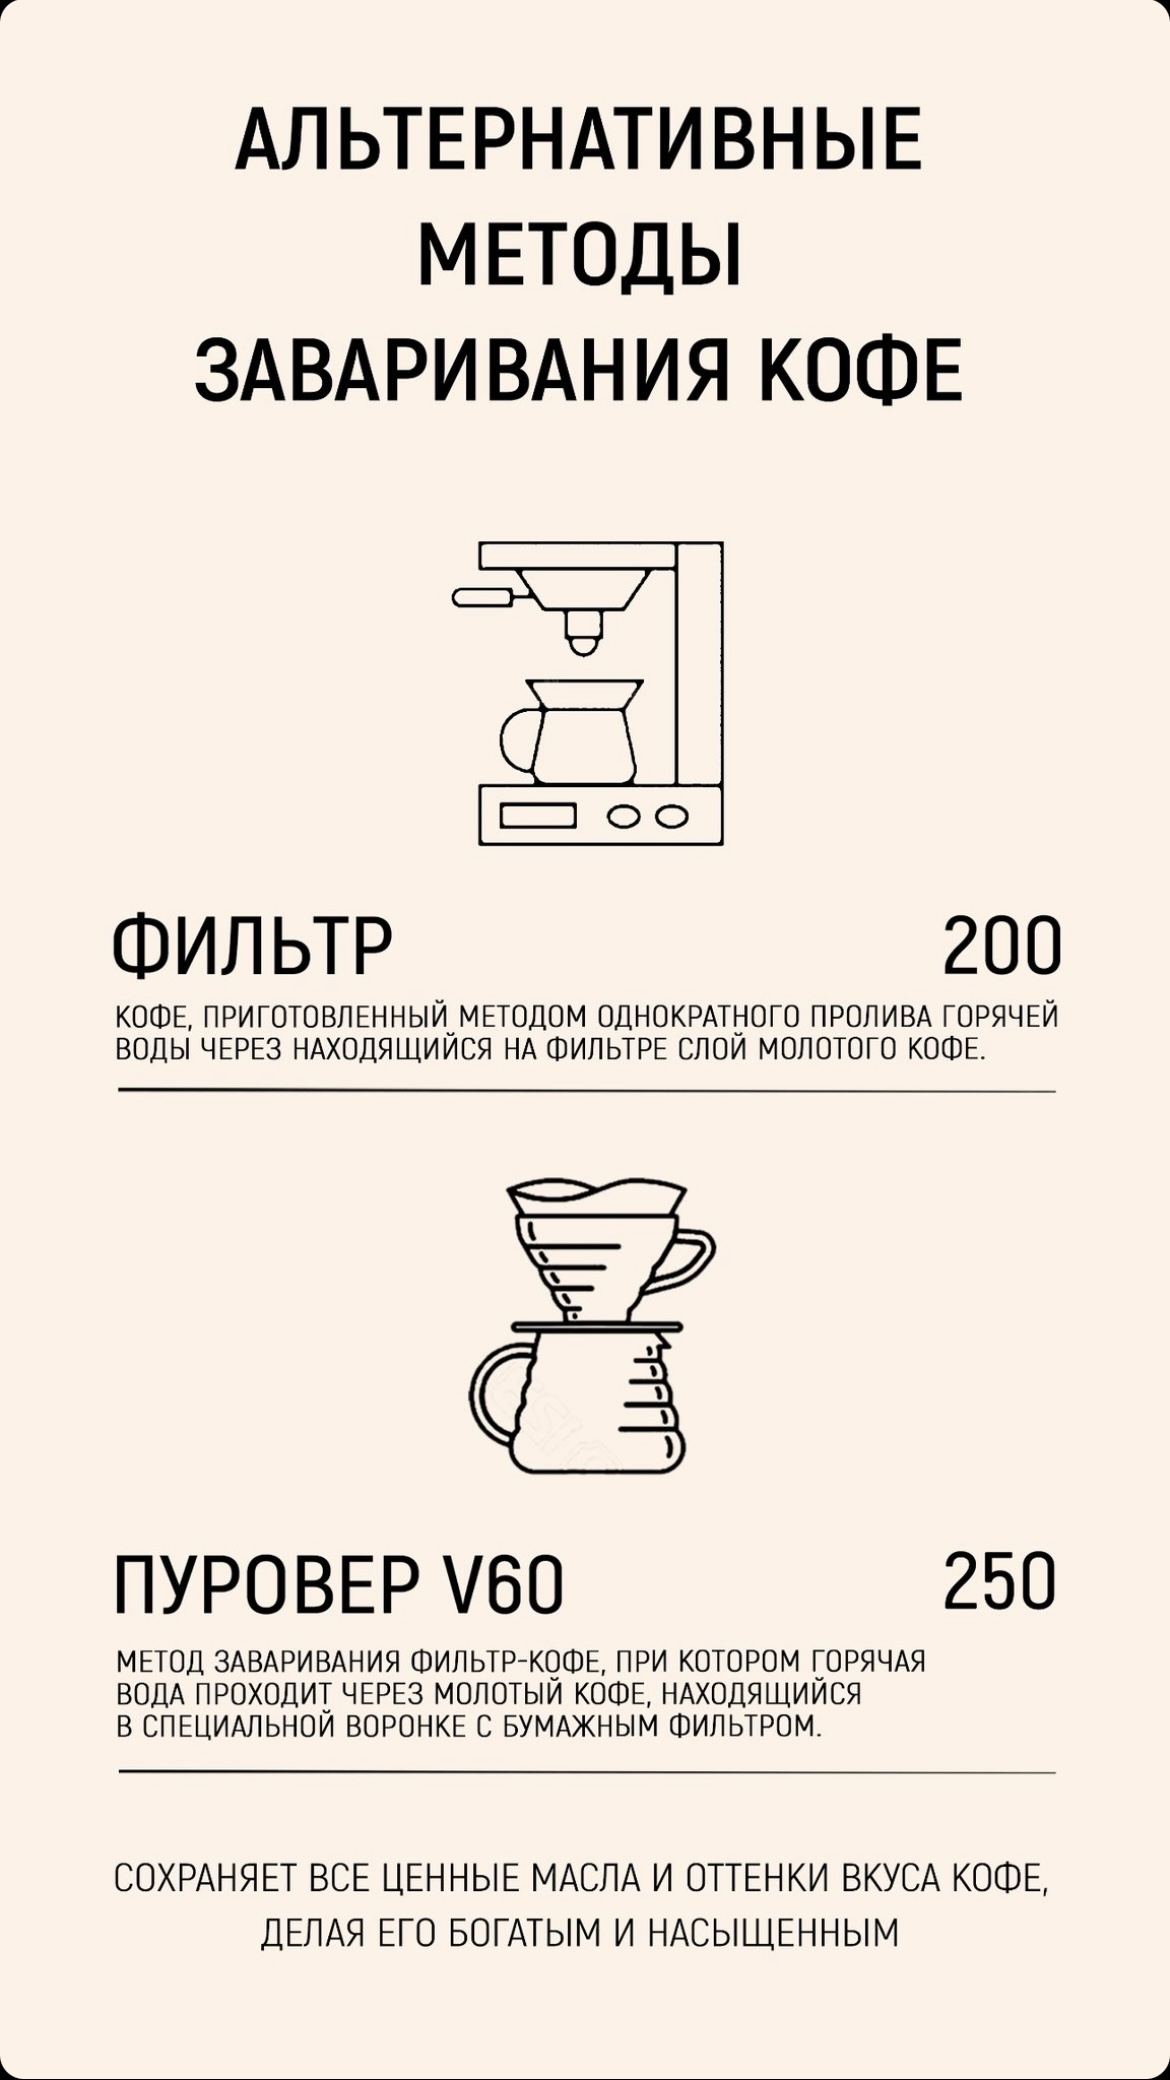 АЛЬТЕРНАТИВНЫЕ
МЕТОДЫ
ЗАВАРИВАНИЯ КОФЕ
ФИЛЬТР 200
КОФЕ, ПРИГОТОВЛЕННЫЙ МЕТОДОМ ОДНОКРАТНОГО ПРОЛИВА ГОРЯЧЕЙ
ВОДЫ ЧЕРЕЗ НАХОДЯЩИЙСЯ НА ФИЛЬТРЕ СЛОЙ МОЛОТОГО КОФЕ.
ПУРОВЕР V60 250
МЕТОД ЗАВАРИВАНИЯ ФИЛЬТР-КОФЕ, ПРИ КОТОРОМ ГОРЯЧАЯ
ВОДА ПРОХОДИТ ЧЕРЕЗ МОЛОТЫЙ КОФЕ, НАХОДЯЩИЙСЯ
В СПЕЦИАЛЬНОЙ ВОРОНКЕ С БУМАЖНЫМ ФИЛЬТРОМ.
СОХРАНЯЕТ ВСЕ ЦЕННЫЕ МАСЛА И ОТТЕНКИ ВКУСА КОФЕ,
ДЕЛАЯ ЕГО БОГАТЫМ И НАСЫЩЕННЫМ